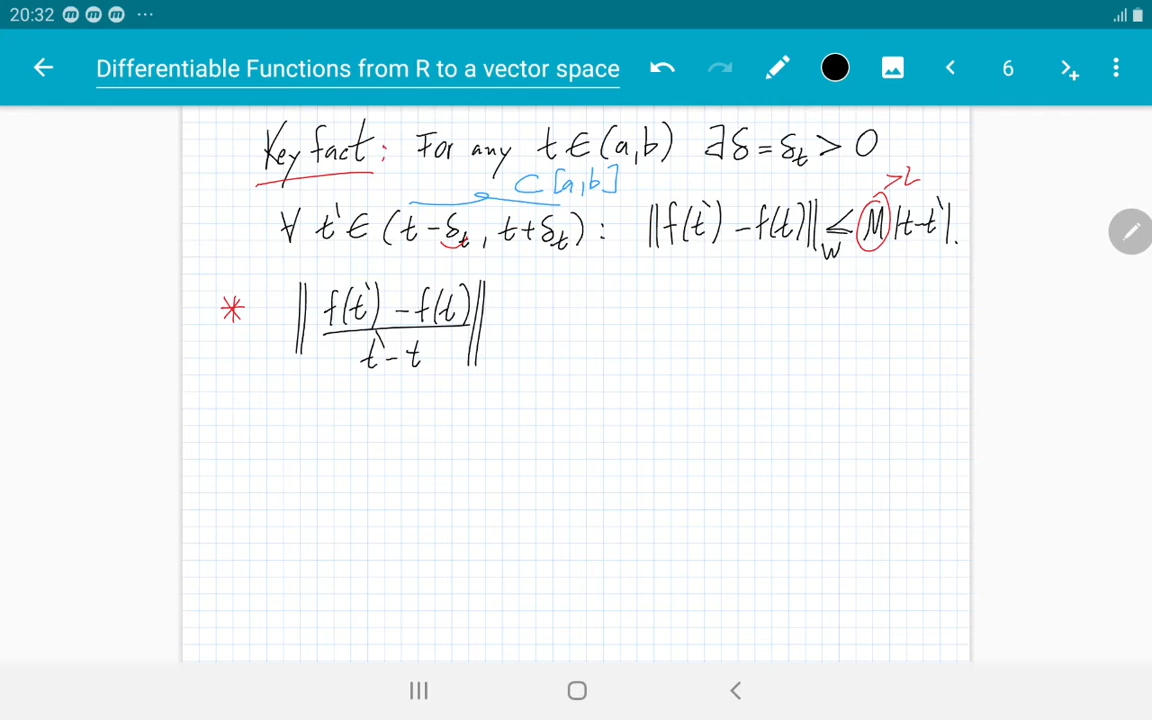 20:32 ...
Differentiable Functions from R to a vector space
6
Key fact: For any t ∈ (a,b) ∃δ = δ_t > 0
⊂ [a,b]
> L
∀ t' ∈ (t - δ_t, t + δ_t) : ||f(t') - f(t)||_W ≤ M|t - t'|.
* || (f(t') - f(t)) / (t' - t) ||